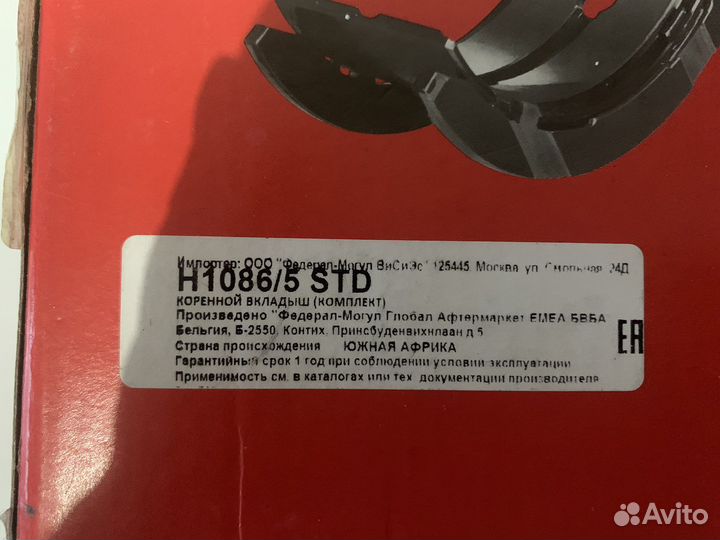 Импортер: ООО "Федерал-Могул ВиСиЭс" 125445, Москва, ул. Смольная, 24Д
H1086/5 STD
КОРЕННОЙ ВКЛАДЫШ (КОМПЛЕКТ)
Произведено "Федерал-Могул Глобал Афтермаркет ЕМЕА БВБА
Бельгия, Б-2550, Контих, Принсбуденвихнлаан д.5
Страна происхождения ЮЖНАЯ АФРИКА
Гарантийный срок 1 год при соблюдении условии эксплуатации
Применимость см. в каталогах или тех. документации производителя
EAC
Avito